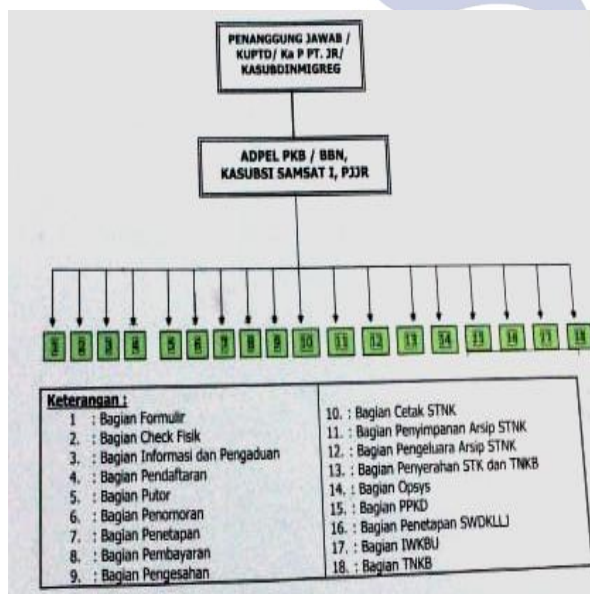 PENANGGUNG JAWAB /
KUPTD/ Ka P PT. JR/
KASUBDINMIGREG
ADPEL PKB / BBN,
KASUBSI SAMSAT I, PJJR
1 2 3 4 5 6 7 8 9 10 11 12 13 14 15 16 17 18
Keterangan :
1 : Bagian Formulir
2. : Bagian Check Fisik
3. : Bagian Informasi dan Pengaduan
4. : Bagian Pendaftaran
5. : Bagian Putor
6. : Bagian Penomoran
7. : Bagian Penetapan
8. : Bagian Pembayaran
9. : Bagian Pengesahan
10. : Bagian Cetak STNK
11. : Bagian Penyimpanan Arsip STNK
12. : Bagian Pengeluara Arsip STNK
13. : Bagian Penyerahan STK dan TNKB
14. : Bagian Opsys
15. : Bagian PPKD
16. : Bagian Penetapan SWDKLLJ
17. : Bagian IWKBU
18. : Bagian TNKB